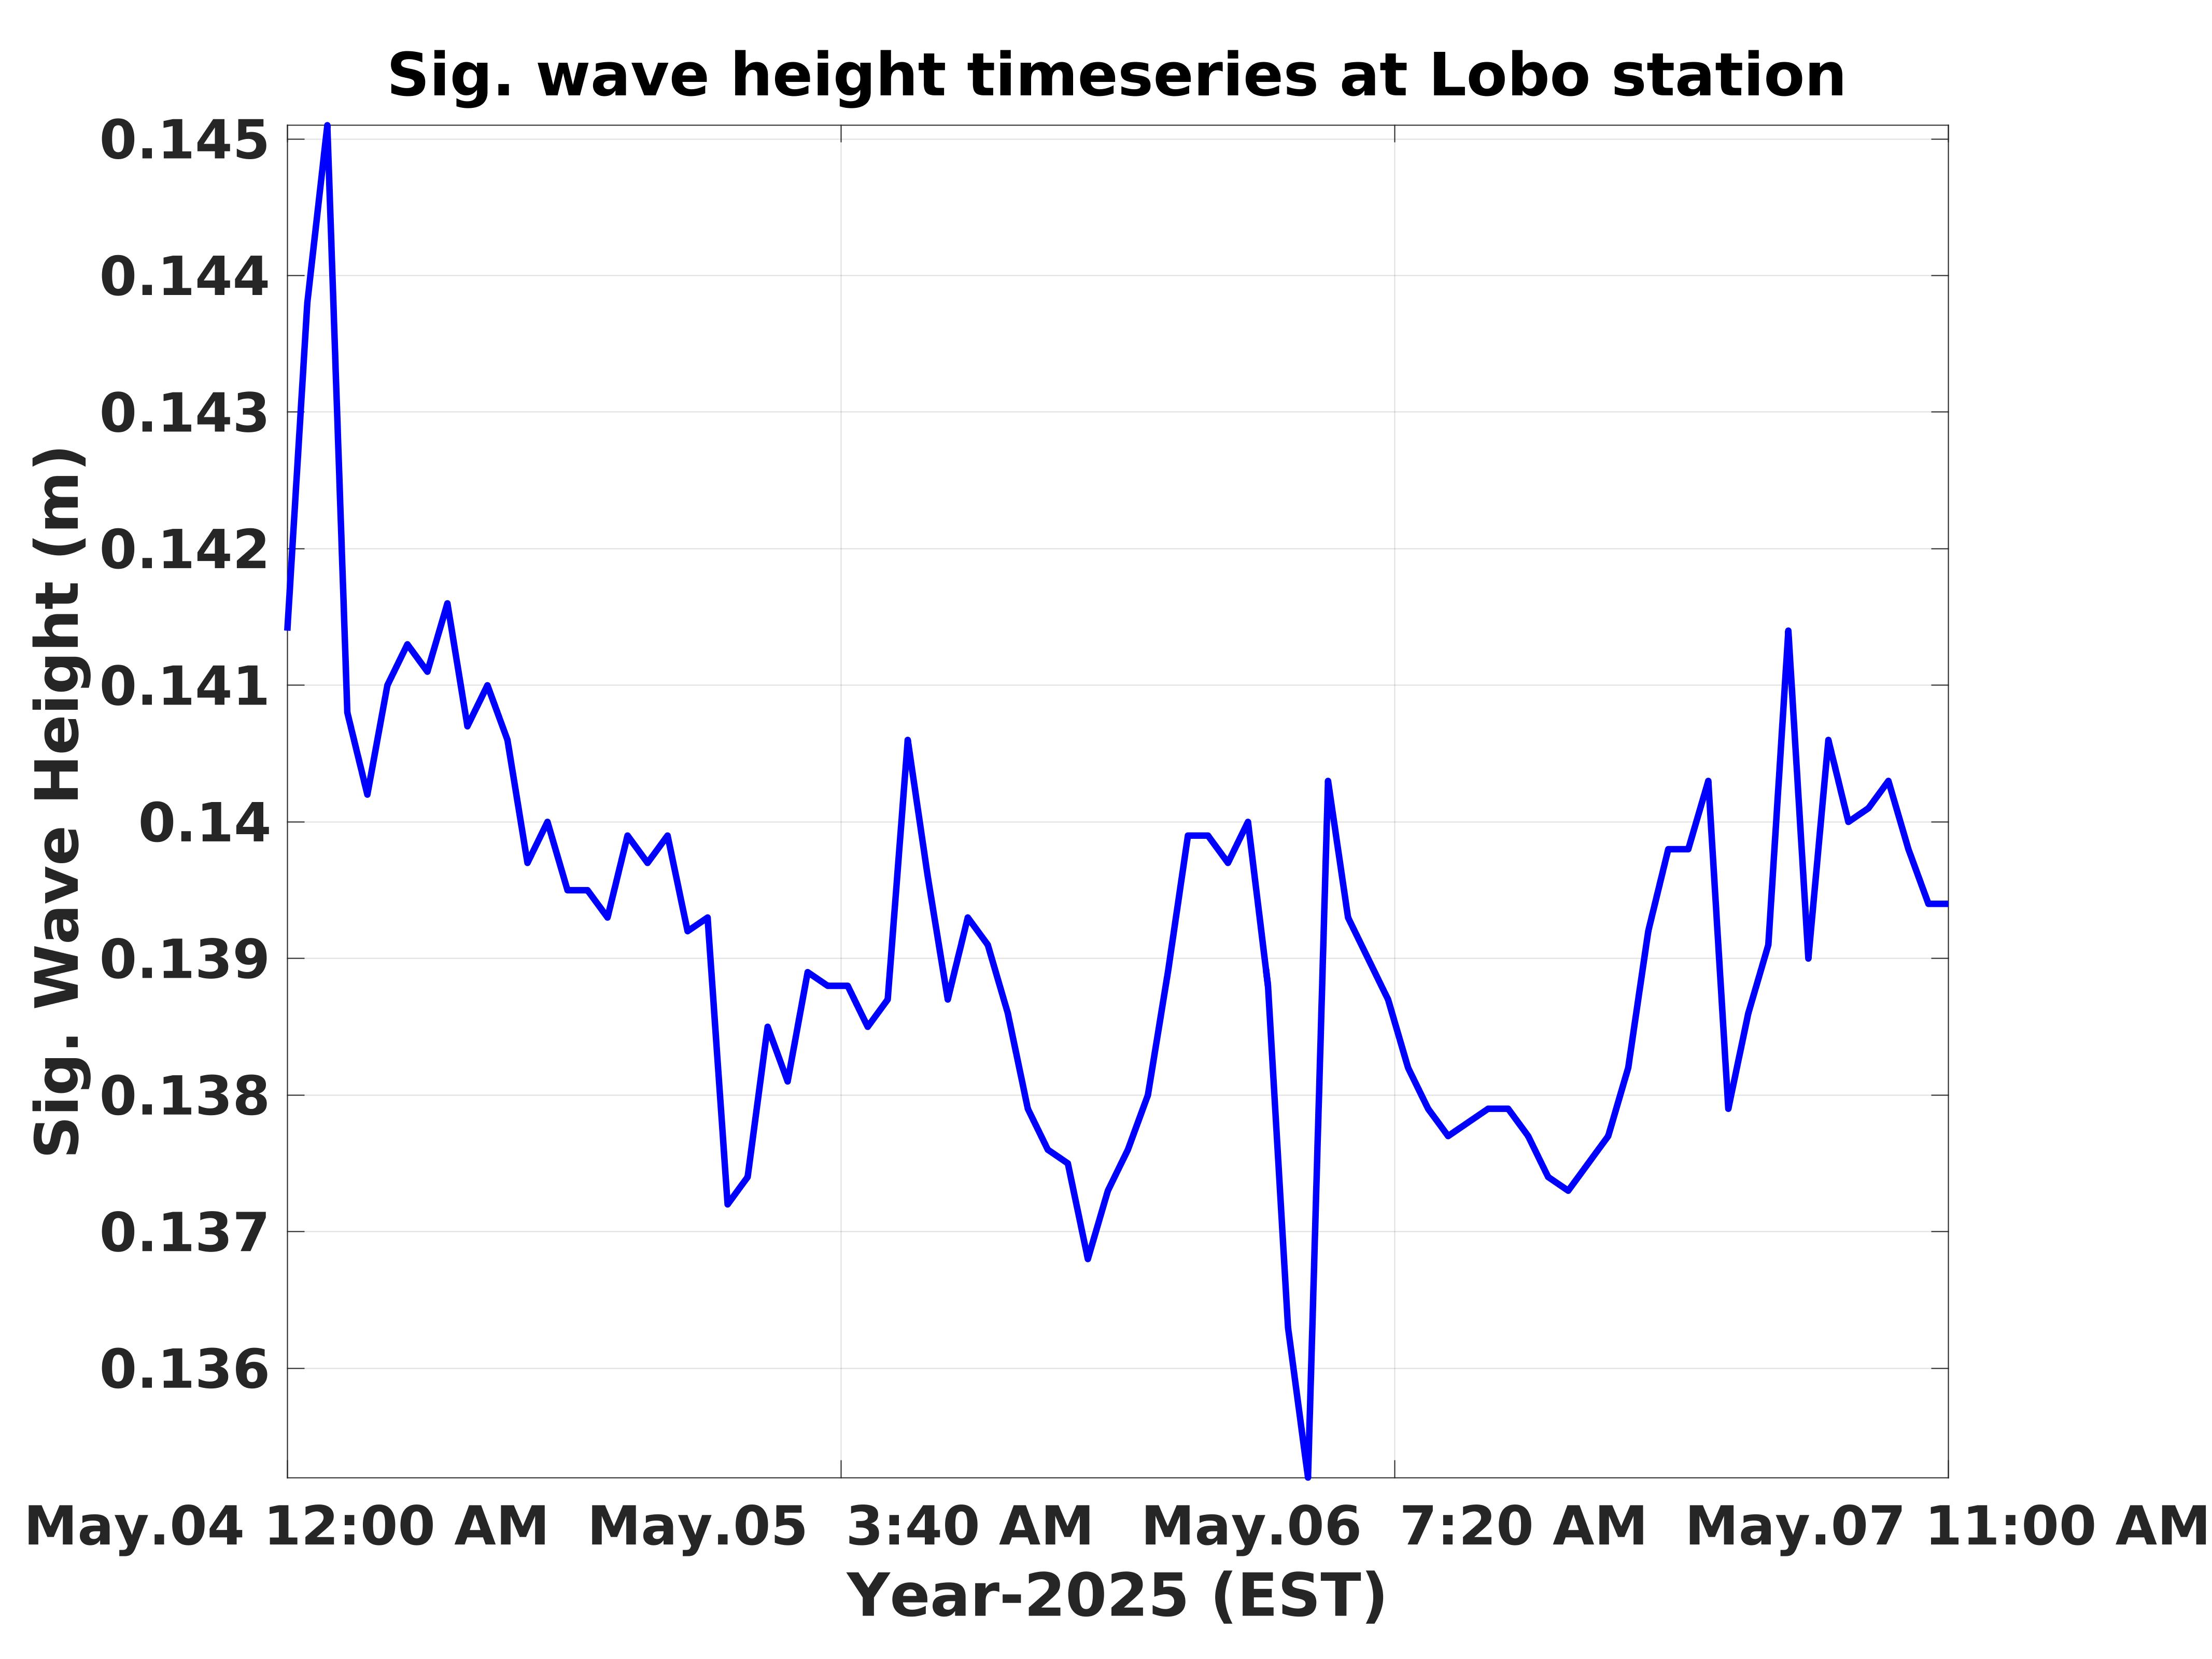 Sig. wave height timeseries at Lobo station
0.145
0.144
0.143
0.142
0.141
0.14
0.139
0.138
0.137
0.136
Sig. Wave Height (m)
May.04 12:00 AM May.05 3:40 AM May.06 7:20 AM May.07 11:00 AM
Year-2025 (EST)